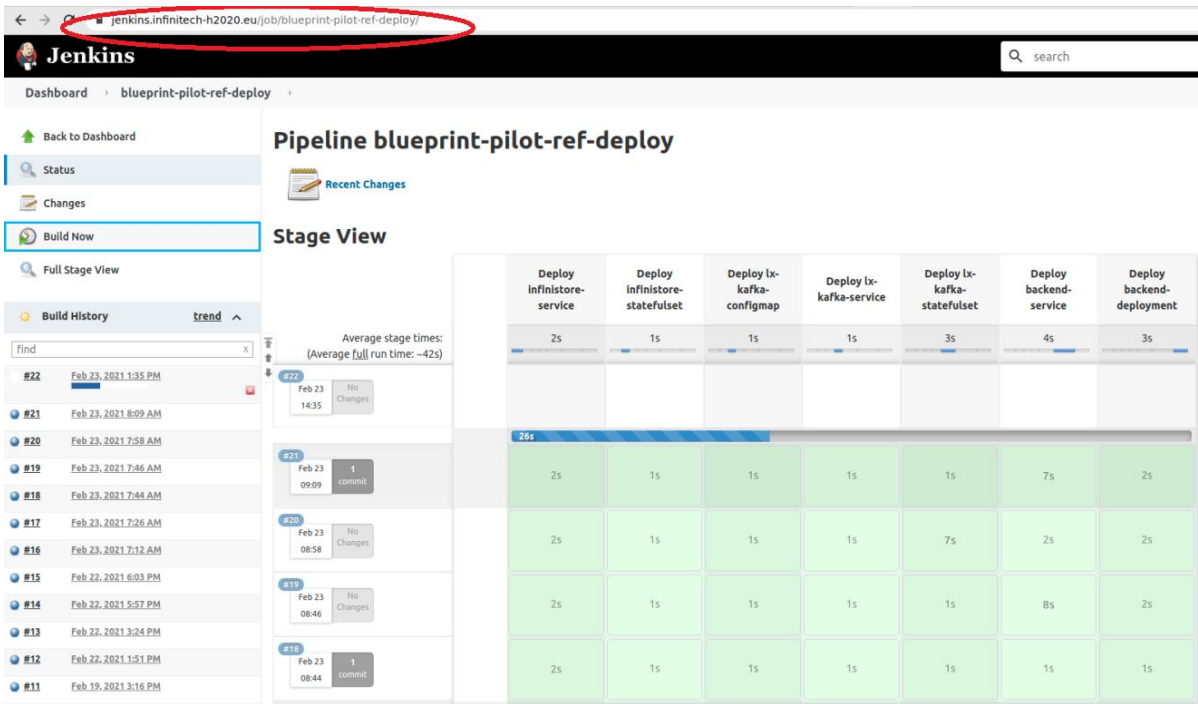 jenkins.infinitech-h2020.eu/job/blueprint-pilot-ref-deploy/
Jenkins
search
Dashboard
blueprint-pilot-ref-deploy
Back to Dashboard
Status
Changes
Build Now
Full Stage View
Build History
trend
find
x
#22 Feb 23, 2021 1:35 PM
#21 Feb 23, 2021 8:09 AM
#20 Feb 23, 2021 7:58 AM
#19 Feb 23, 2021 7:46 AM
#18 Feb 23, 2021 7:44 AM
#17 Feb 23, 2021 7:26 AM
#16 Feb 23, 2021 7:12 AM
#15 Feb 22, 2021 6:03 PM
#14 Feb 22, 2021 5:57 PM
#13 Feb 22, 2021 3:24 PM
#12 Feb 22, 2021 1:51 PM
#11 Feb 19, 2021 3:16 PM
Pipeline blueprint-pilot-ref-deploy
Recent Changes
Stage View
Deploy
infinistore-
service
Deploy
infinistore-
statefulset
Deploy lx-
kafka-
configmap
Deploy lx-
kafka-service
Deploy lx-
kafka-
statefulset
Deploy
backend-
service
Deploy
backend-
deployment
Average stage times:
(Average full run time: ~42s)
2s 1s 1s 1s 3s 4s 3s
#22
Feb 23
14:35
No
Changes
26s
#21
Feb 23
09:09
1
commit
2s 1s 1s 1s 1s 7s 2s
#20
Feb 23
08:58
No
Changes
2s 1s 1s 1s 7s 2s 2s
#19
Feb 23
08:46
No
Changes
2s 1s 1s 1s 1s 8s 2s
#18
Feb 23
08:44
1
commit
2s 1s 1s 1s 1s 1s 1s